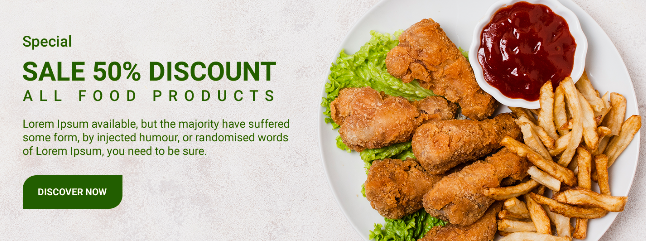 Special
SALE 50% DISCOUNT
ALL FOOD PRODUCTS
Lorem Ipsum available, but the majority have suffered
some form, by injected humour, or randomised words
of Lorem Ipsum, you need to be sure.
DISCOVER NOW